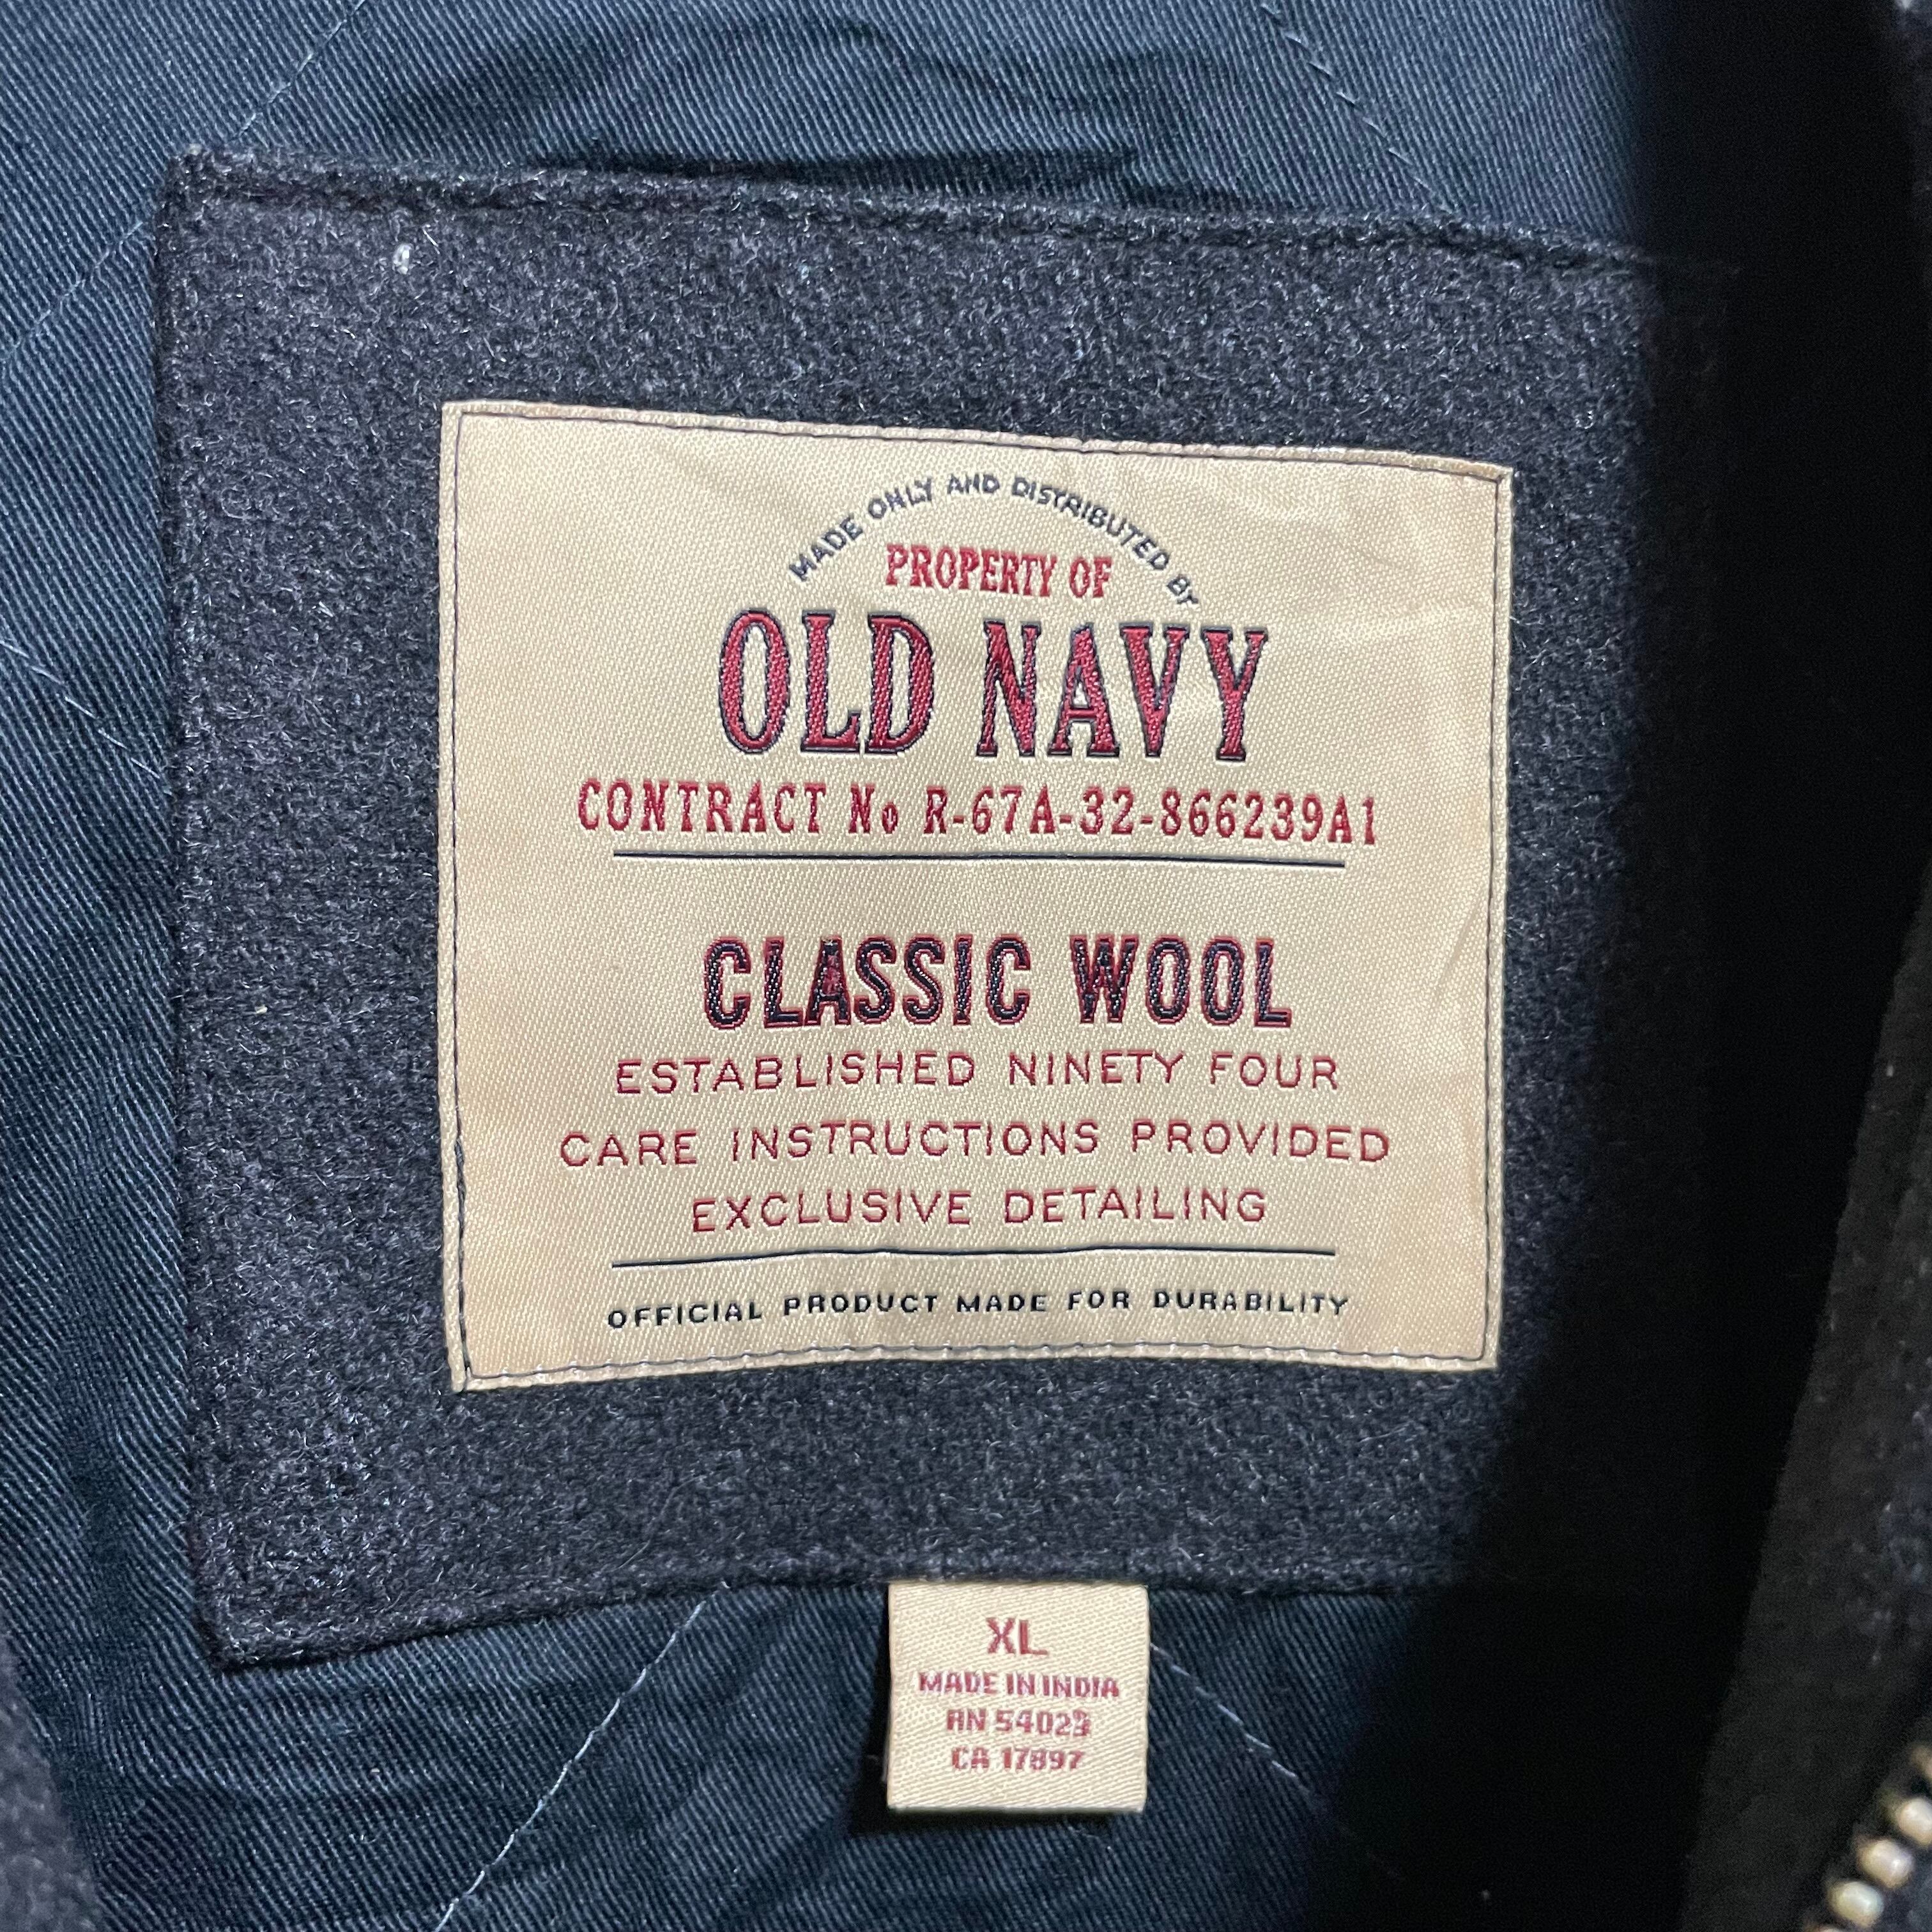 MADE ONLY AND DISTRIBUTED BY
PROPERTY OF
OLD NAVY
CONTRACT No R-67A-32-866239A1
CLASSIC WOOL
ESTABLISHED NINETY FOUR
CARE INSTRUCTIONS PROVIDED
EXCLUSIVE DETAILING
OFFICIAL PRODUCT MADE FOR DURABILITY
XL
MADE IN INDIA
RN 54023
CA 17897